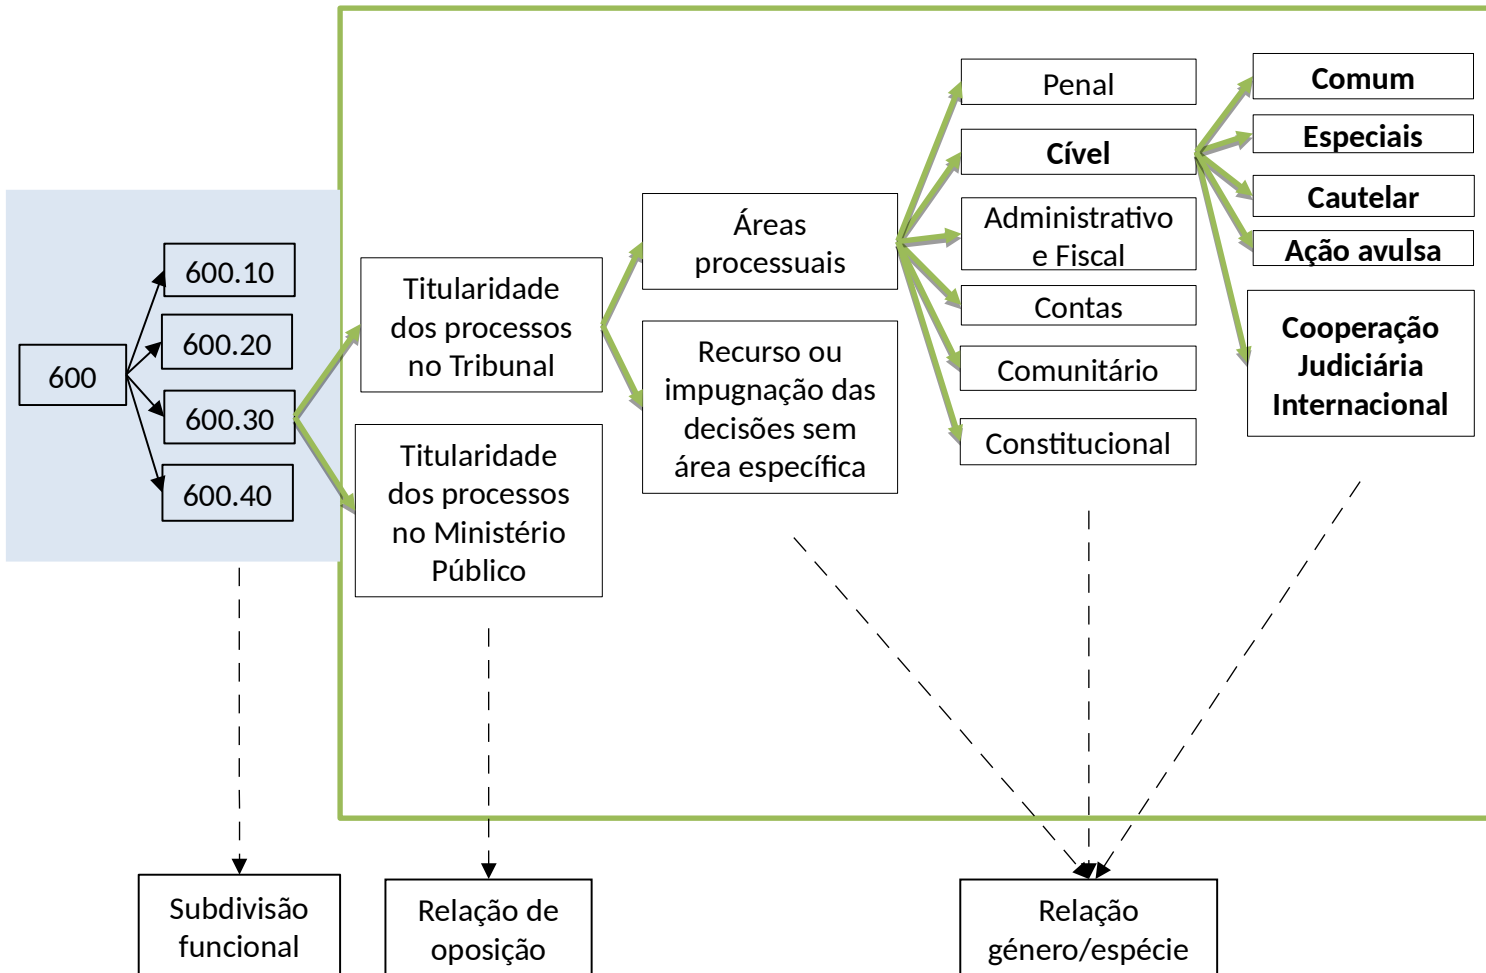 600
600.10
600.20
600.30
600.40
Titularidade
dos processos
no Tribunal
Titularidade
dos processos
no Ministério
Público
Áreas
processuais
Recurso ou
impugnação das
decisões sem
área específica
Penal
Cível
Administrativo
e Fiscal
Contas
Comunitário
Constitucional
Comum
Especiais
Cautelar
Ação avulsa
Cooperação
Judiciária
Internacional
Subdivisão
funcional
Relação de
oposição
Relação
género/espécie